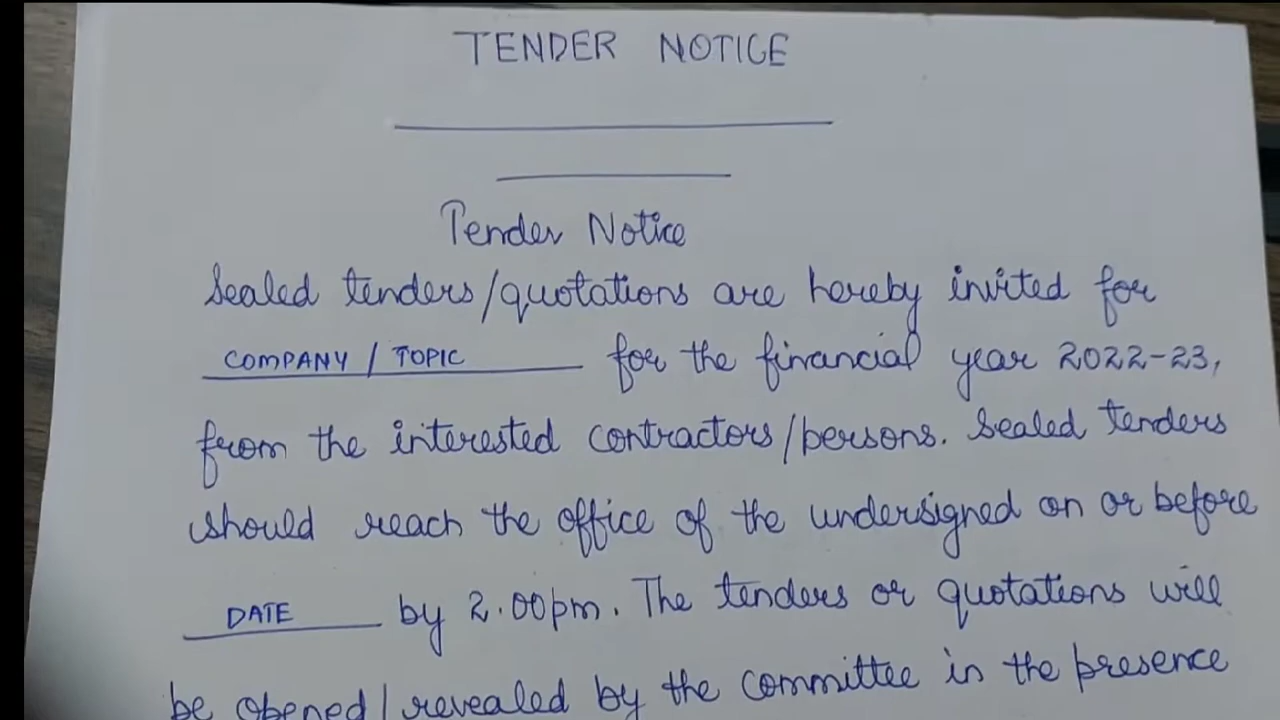 TENDER NOTICE
Tender Notice
Sealed tenders/quotations are hereby invited for
COMPANY / TOPIC for the financial year 2022-23,
from the interested contractors/persons. Sealed tenders
should reach the office of the undersigned on or before
DATE by 2.00pm. The tenders or quotations will
be opened/revealed by the committee in the presence